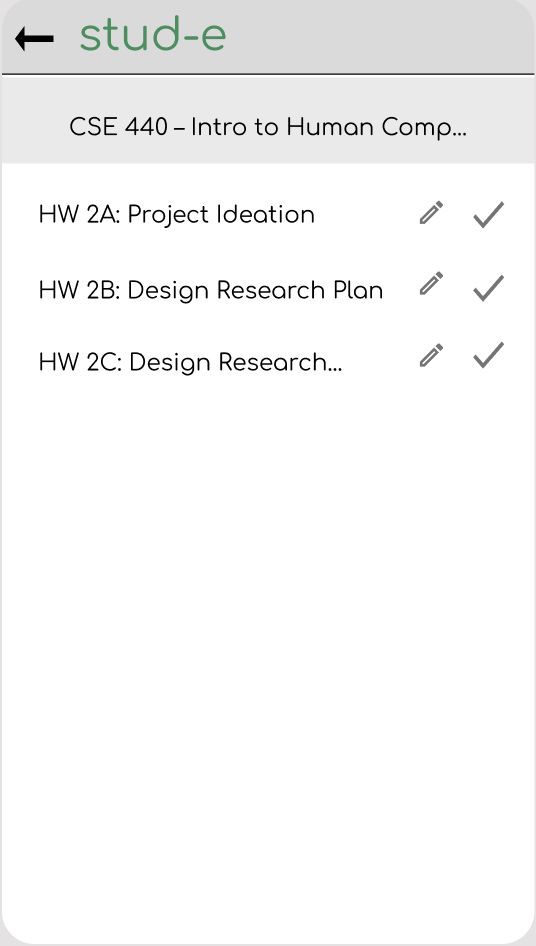 stud-e
CSE 440 – Intro to Human Comp...
HW 2A: Project Ideation
HW 2B: Design Research Plan
HW 2C: Design Research...